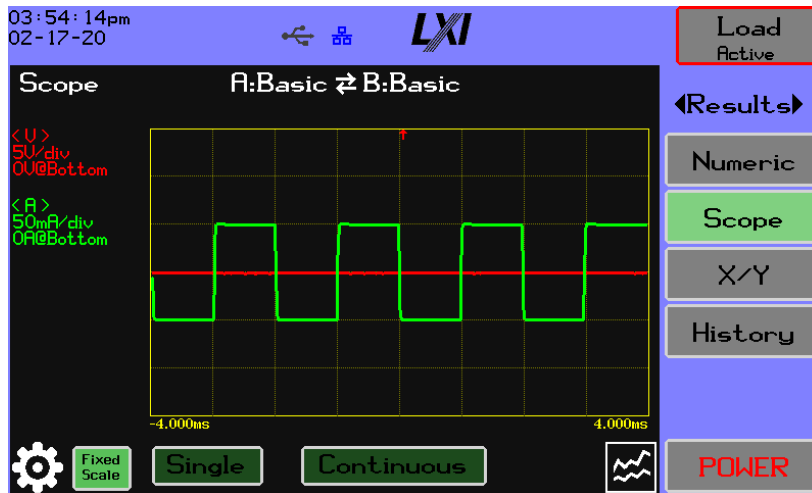 03:54:14pm
02-17-20
LXI
Load
Active
Scope
A:Basic ⇄ B:Basic
◀Results▶
<V>
5V/div
0V@Bottom
<A>
50mA/div
0A@Bottom
Numeric
Scope
X/Y
History
-4.000ms
4.000ms
Fixed
Scale
Single
Continuous
POWER